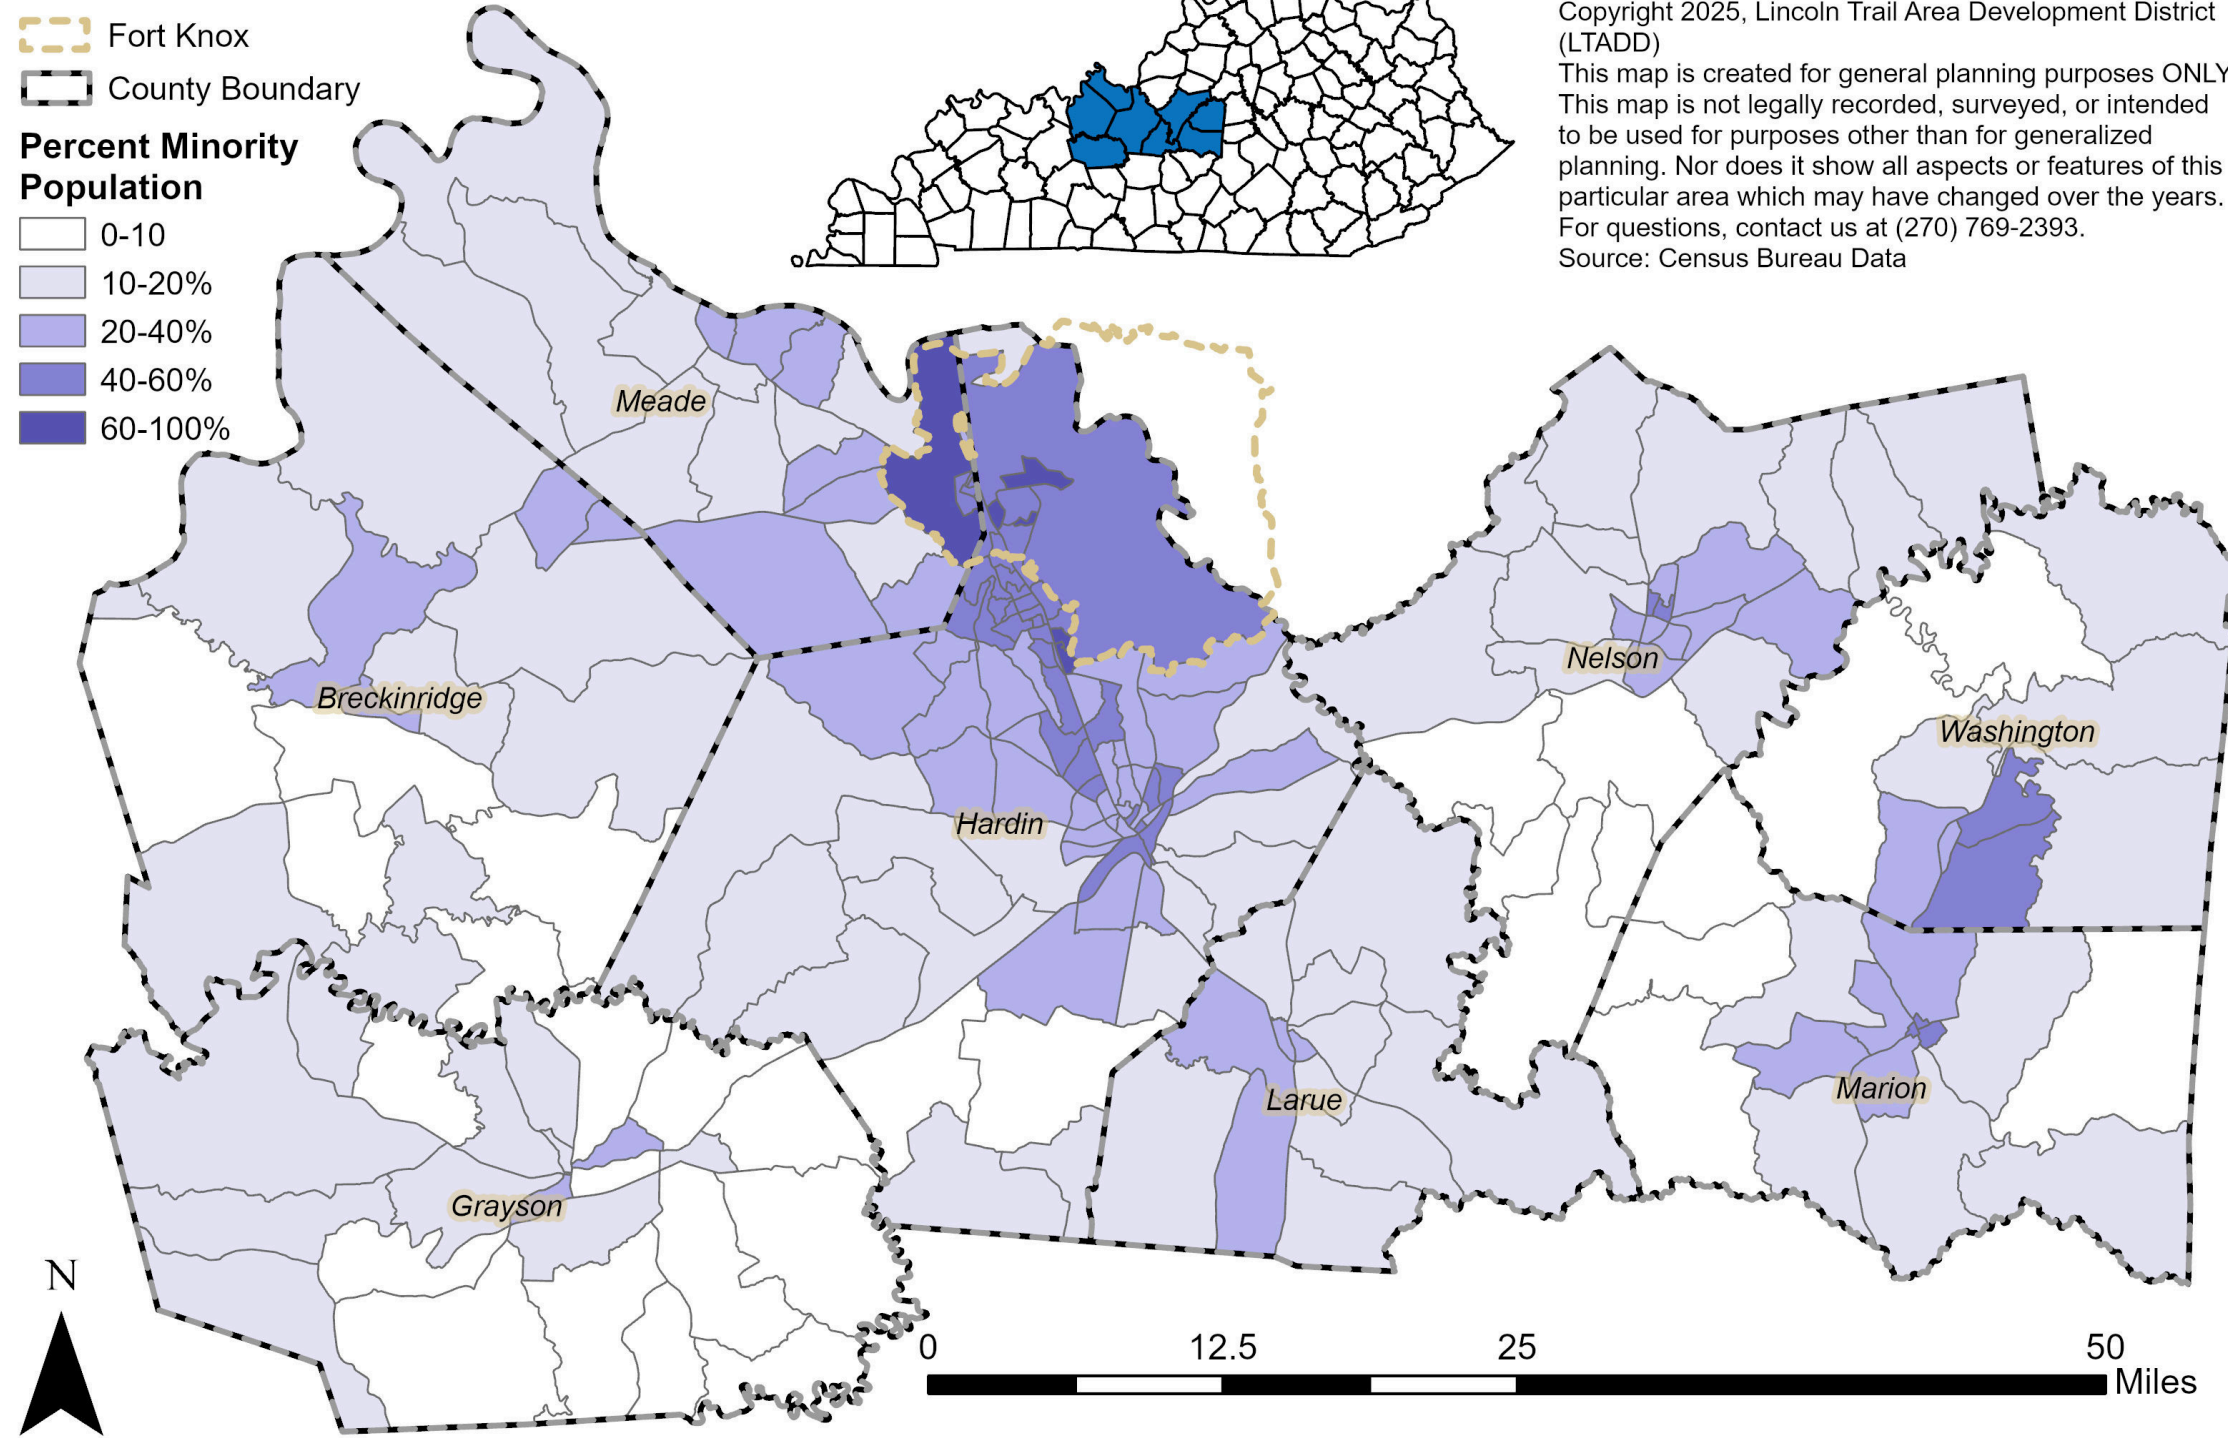 Fort Knox
County Boundary
Percent Minority
Population
0-10
10-20%
20-40%
40-60%
60-100%
Copyright 2025, Lincoln Trail Area Development District
(LTADD)
This map is created for general planning purposes ONLY
This map is not legally recorded, surveyed, or intended
to be used for purposes other than for generalized
planning. Nor does it show all aspects or features of this
particular area which may have changed over the years.
For questions, contact us at (270) 769-2393.
Source: Census Bureau Data
Meade
Nelson
Breckinridge
Washington
Hardin
Marion
Larue
Grayson
N
0 12.5 25 50
Miles